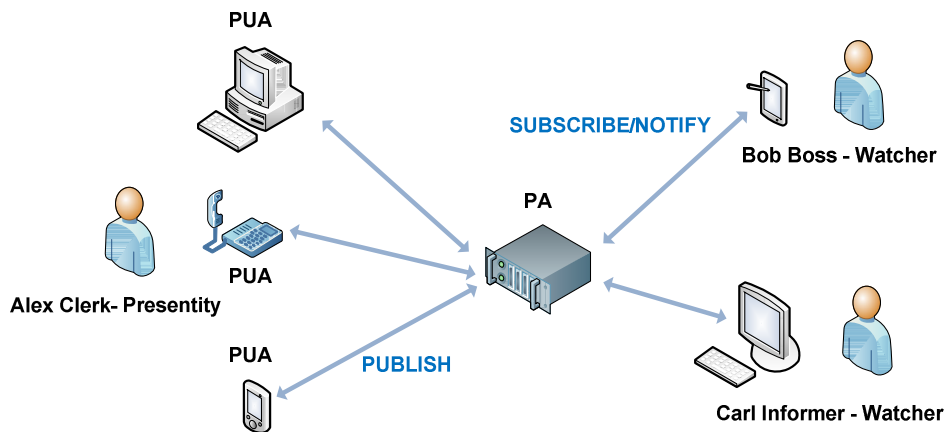 PUA
SUBSCRIBE/NOTIFY
Bob Boss - Watcher
PA
PUA
Alex Clerk- Presentity
PUA
PUBLISH
Carl Informer - Watcher